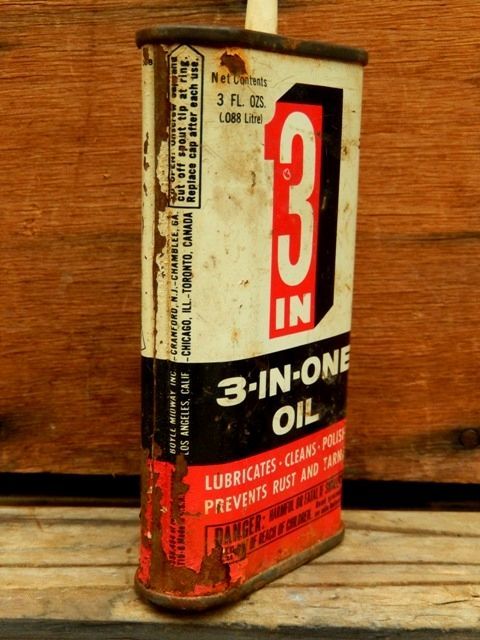 cut off spout tip at ring.
Replace cap after each use.
BOYLE MIDWAY INC. -CRANFORD, N.J.-CHAMBLEE, GA.
LOS ANGELES, CALIF. -CHICAGO, ILL.-TORONTO, CANADA
Net Contents
3 FL. OZS.
(.088 Litre)
3
IN
3-IN-ONE
OIL
LUBRICATES · CLEANS · POLISH
PREVENTS RUST AND TARN
DANGER: HARMFUL OR FATAL IF
OF REACH OF CHILDREN.